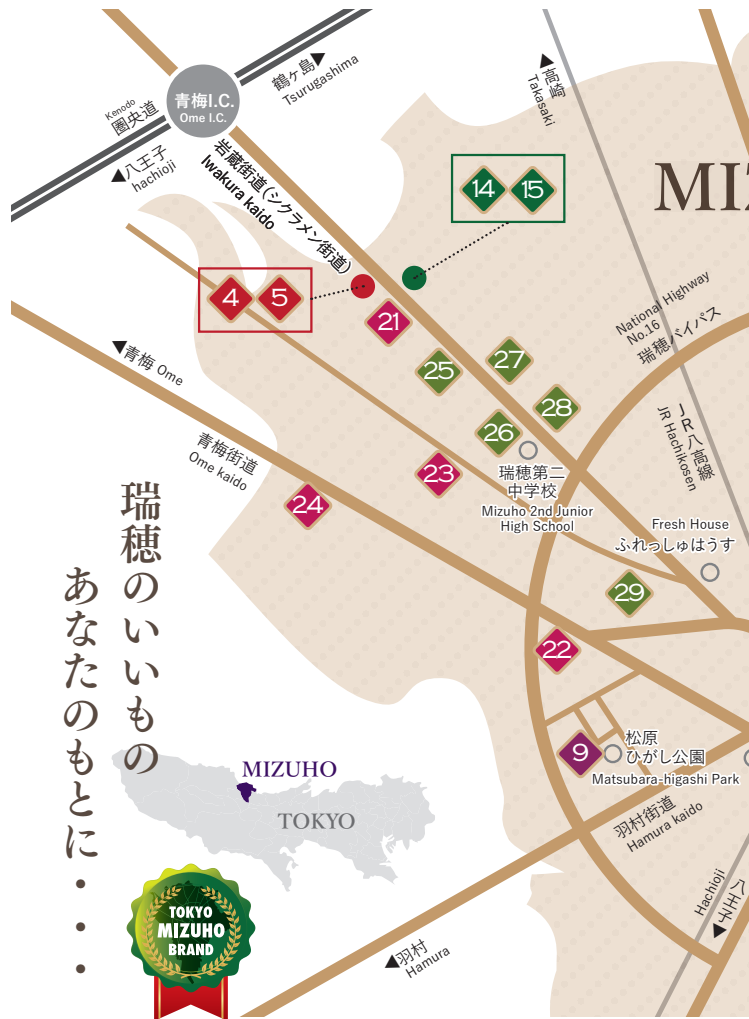 青梅I.C.
Ome I.C.
Kenodo
圏央道
▲八王子
hachioji
鶴ヶ島▶
Tsurugashima
岩蔵街道(シクラメン街道)
Iwakura kaido
▲高崎
Takasaki
14
15
MIZ
4
5
21
National Highway
No.16
瑞穂バイパス
27
25
28
26
JR八高線
JR Hachikosen
◀青梅 Ome
青梅街道
Ome kaido
23
24
瑞穂第二
中学校
Mizuho 2nd Junior
High School
Fresh House
ふれっしゅはうす
29
22
瑞穂のいいもの
あなたのもとに・・・
9
松原
ひがし公園
Matsubara-higashi Park
羽村街道
Hamura kaido
MIZUHO
TOKYO
TOKYO
MIZUHO
BRAND
Hachioji
八王子▼
◀羽村
Hamura